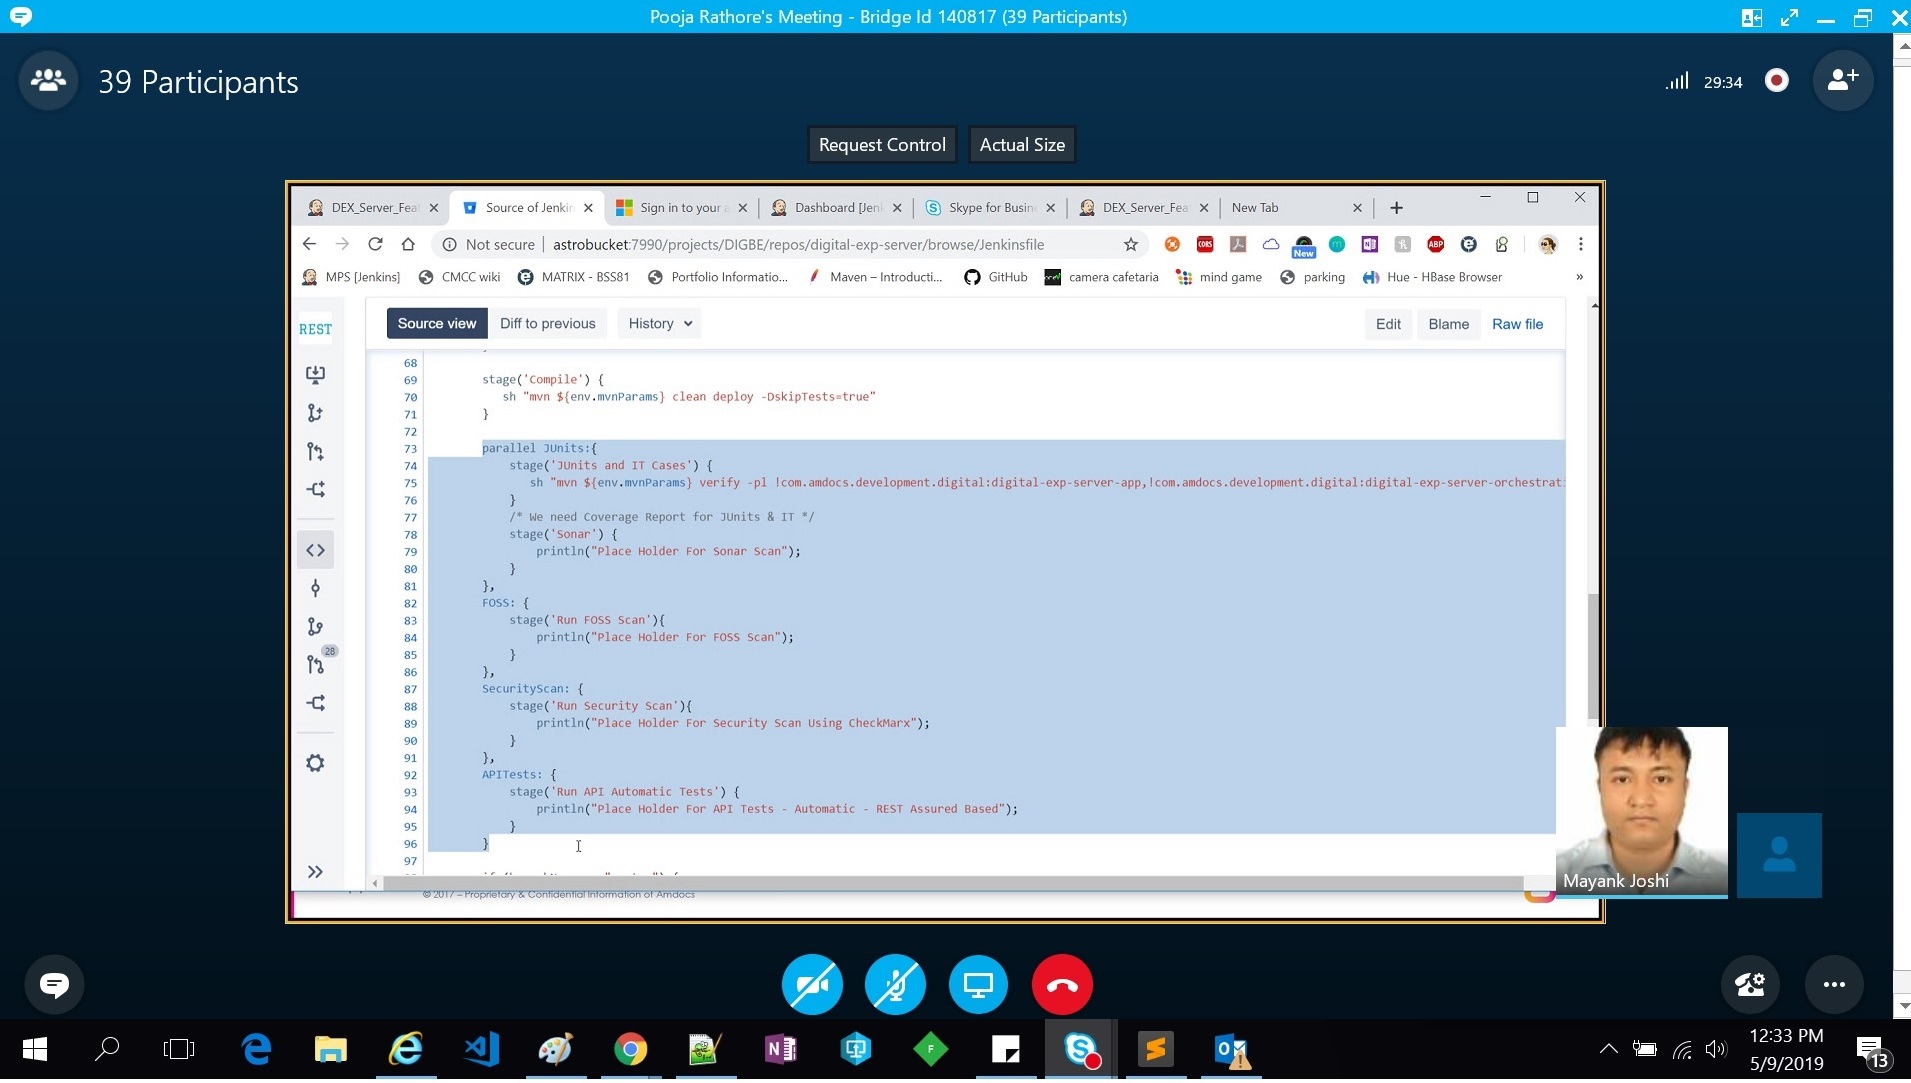 Pooja Rathore's Meeting - Bridge Id 140817 (39 Participants)
39 Participants
29:34
Request Control
Actual Size
DEX_Server_Feat
Source of Jenkin
Sign in to your a
Dashboard [Jenk
Skype for Busin
DEX_Server_Feat
New Tab
Not secure
astrobucket:7990/projects/DIGBE/repos/digital-exp-server/browse/Jenkinsfile
CORS
New
ABP
MPS [Jenkins]
CMCC wiki
MATRIX - BSS81
Portfolio Informatio...
Maven – Introducti...
GitHub
camera cafetaria
mind game
parking
Hue - HBase Browser
»
REST
Source view
Diff to previous
History
Edit
Blame
Raw file
68
69 stage('Compile') {
70 sh "mvn ${env.mvnParams} clean deploy -DskipTests=true"
71 }
72
73 parallel JUnits:{
74 stage('JUnits and IT Cases') {
75 sh "mvn ${env.mvnParams} verify -pl !com.amdocs.development.digital:digital-exp-server-app,!com.amdocs.development.digital:digital-exp-server-orchestrati
76 }
77 /* We need Coverage Report for JUnits & IT */
78 stage('Sonar') {
79 println("Place Holder For Sonar Scan");
80 }
81 },
82 FOSS: {
83 stage('Run FOSS Scan'){
84 println("Place Holder For FOSS Scan");
85 }
86 },
87 SecurityScan: {
88 stage('Run Security Scan'){
89 println("Place Holder For Security Scan Using CheckMarx");
90 }
91 },
92 APITests: {
93 stage('Run API Automatic Tests') {
94 println("Place Holder For API Tests - Automatic - REST Assured Based");
95 }
96 }
97
28
© 2017 – Proprietary & Confidential Information of Amdocs
Mayank Joshi
12:33 PM
5/9/2019
13